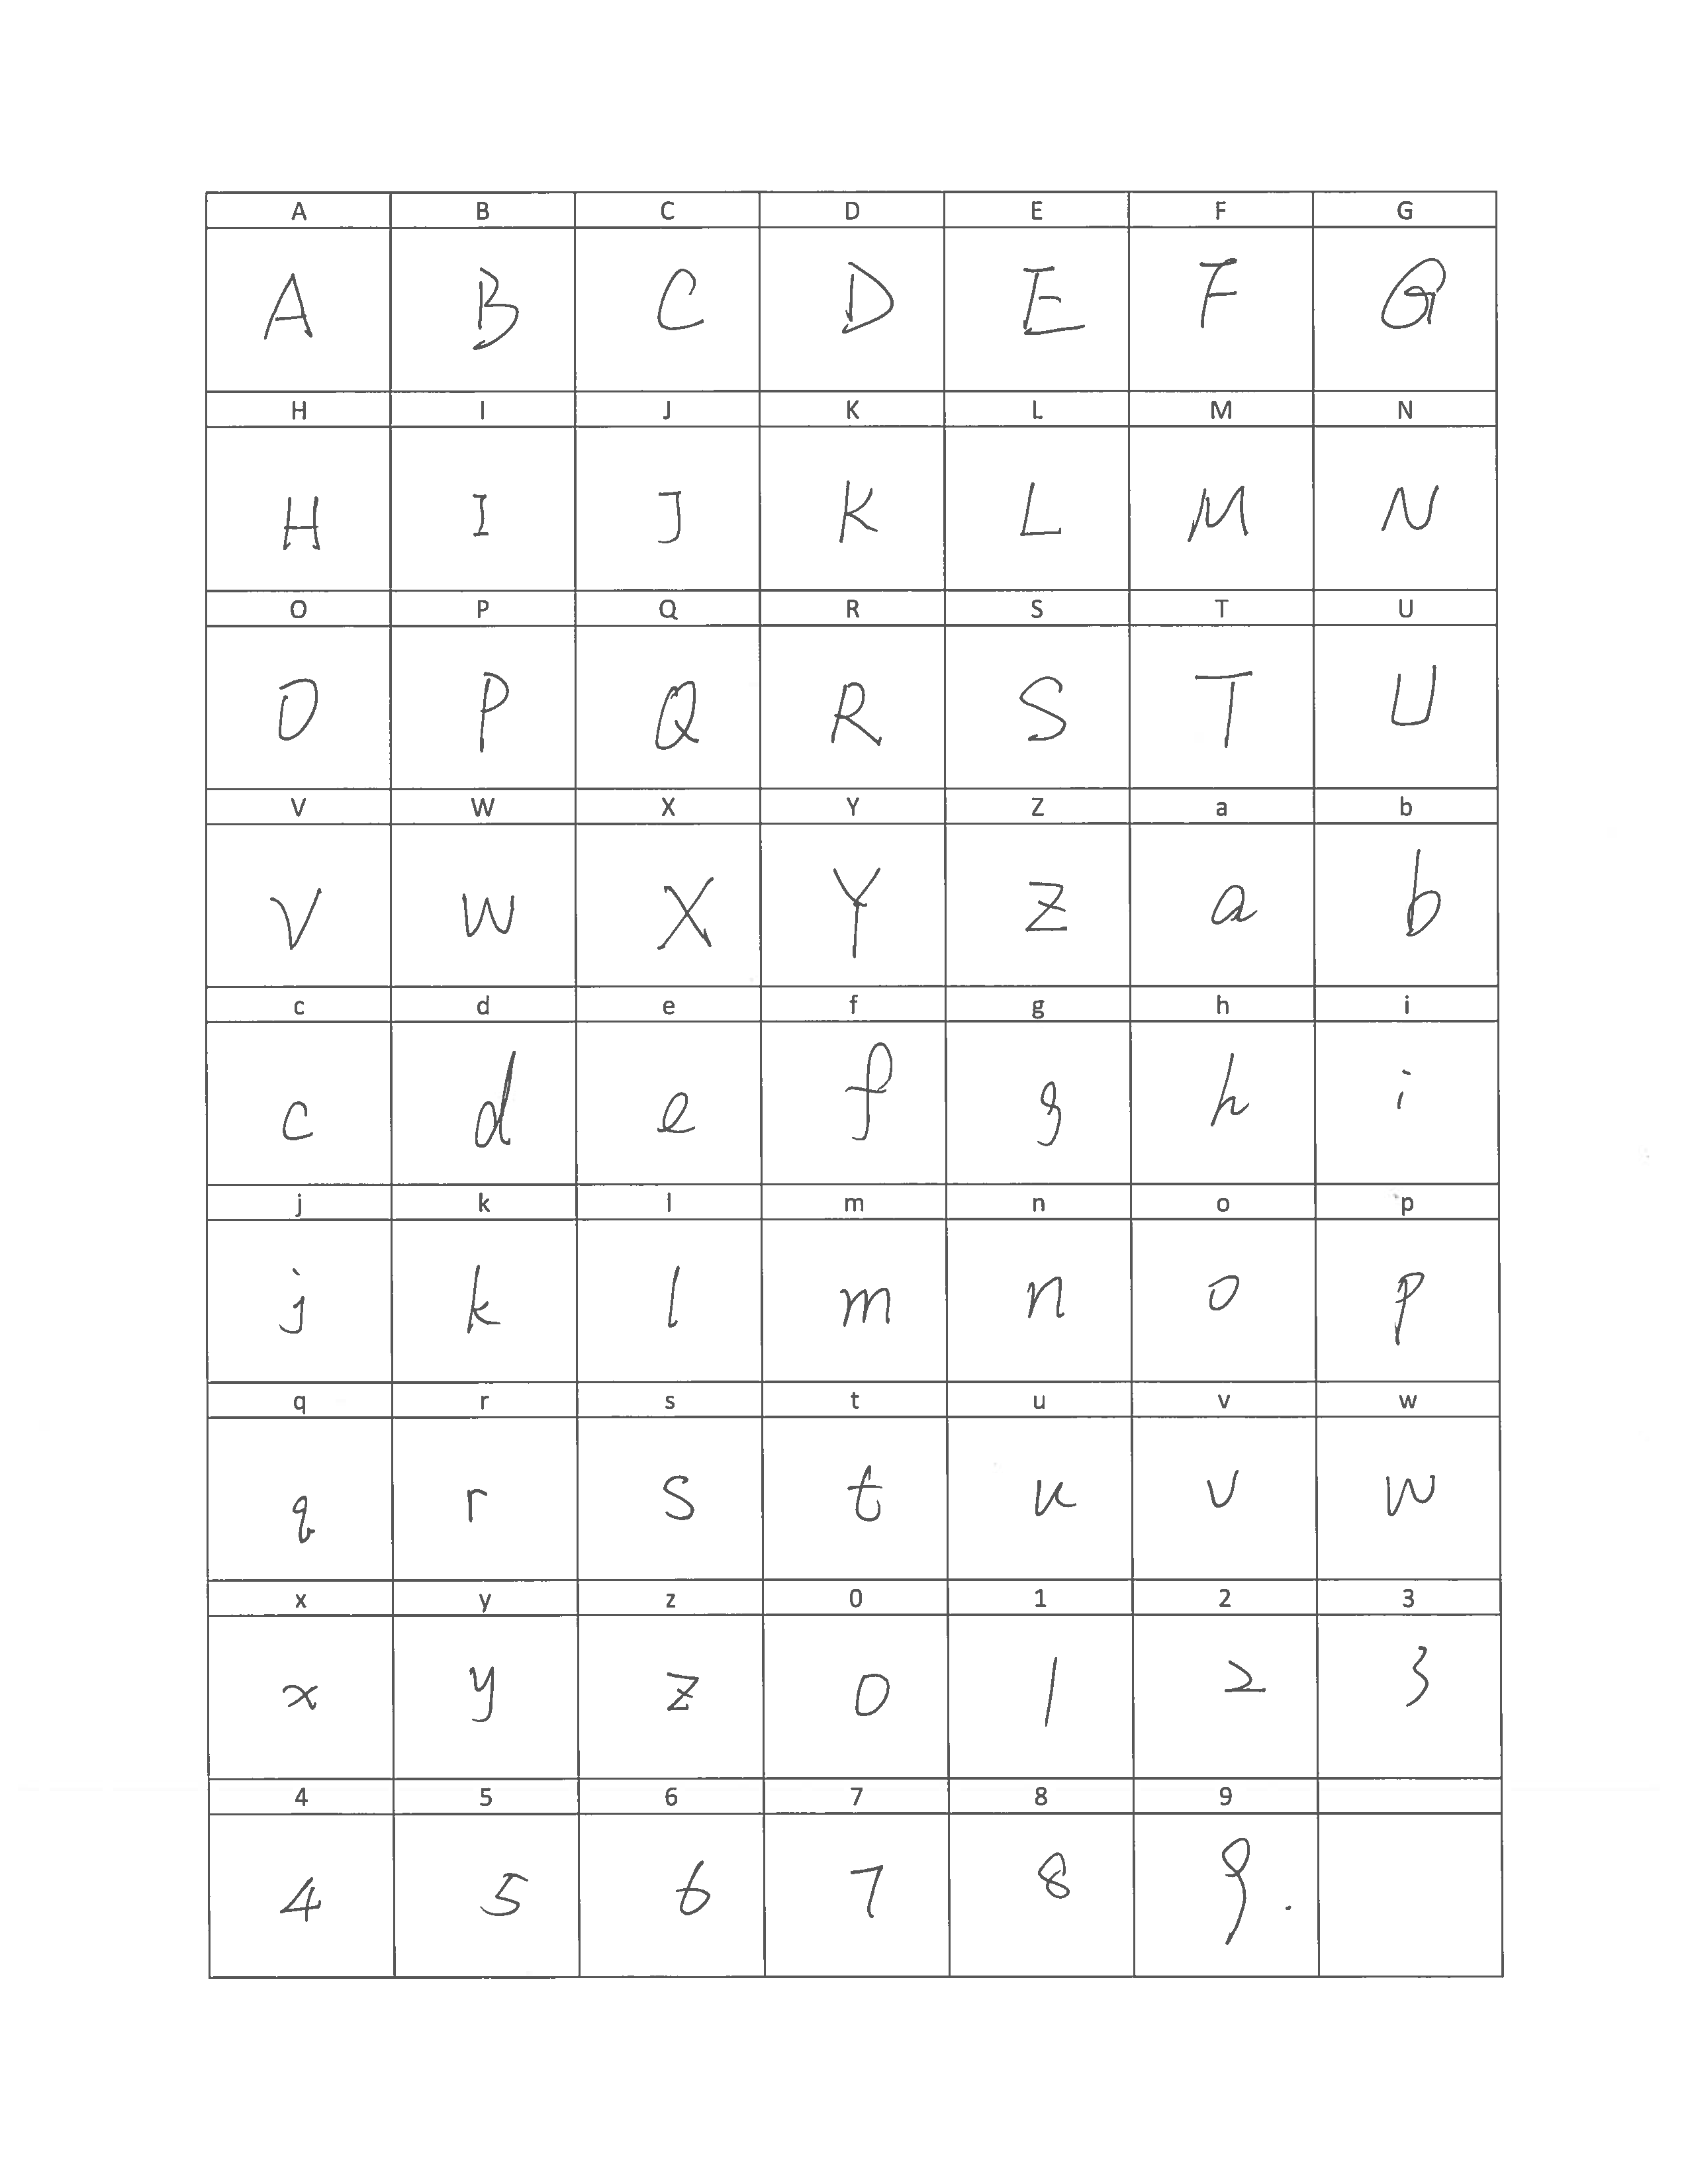 A B C D E F G
A B C D E F G
H I J K L M N
H I J K L M N
O P Q R S T U
O P Q R S T U
V W X Y Z a b
V W X Y Z a b
c d e f g h i
c d e f g h i
j k l m n o p
j k l m n o p
q r s t u v w
q r s t u v w
x y z 0 1 2 3
x y z 0 1 2 3
4 5 6 7 8 9
4 5 6 7 8 9.